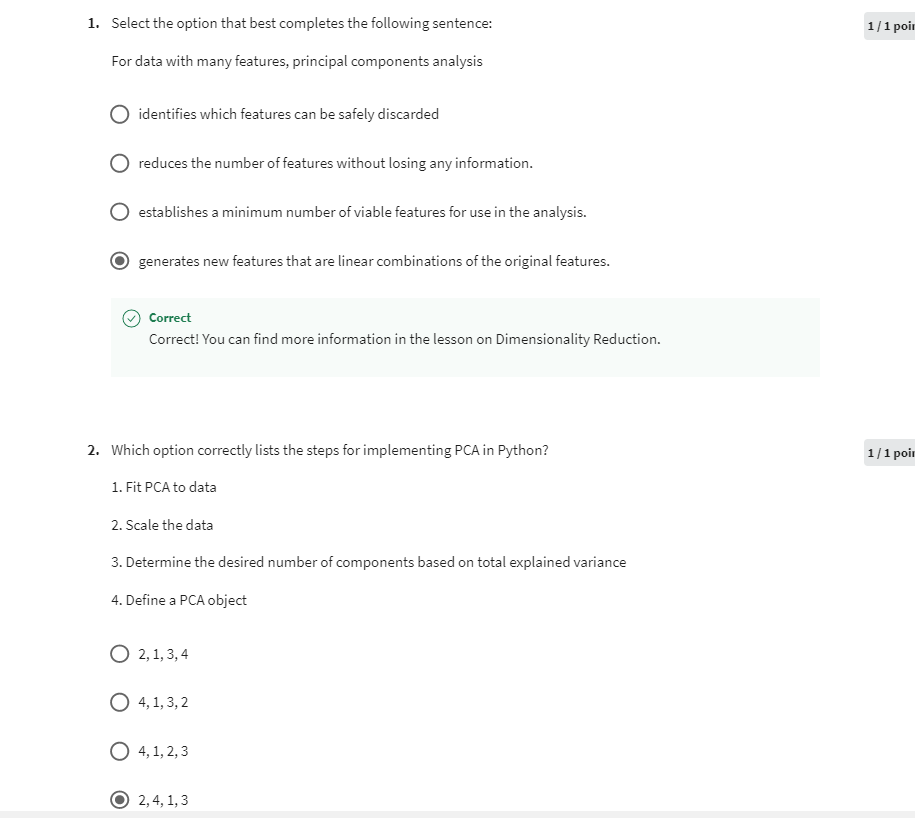 1. Select the option that best completes the following sentence:
1 / 1 poi
For data with many features, principal components analysis
identifies which features can be safely discarded
reduces the number of features without losing any information.
establishes a minimum number of viable features for use in the analysis.
generates new features that are linear combinations of the original features.
Correct
Correct! You can find more information in the lesson on Dimensionality Reduction.
2. Which option correctly lists the steps for implementing PCA in Python?
1 / 1 poi
1. Fit PCA to data
2. Scale the data
3. Determine the desired number of components based on total explained variance
4. Define a PCA object
2, 1, 3, 4
4, 1, 3, 2
4, 1, 2, 3
2, 4, 1, 3